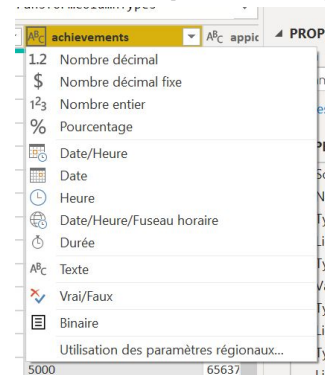 achievements
ABC
appic
PROP
1.2 Nombre décimal
$ Nombre décimal fixe
123 Nombre entier
% Pourcentage
Date/Heure
Date
Heure
Date/Heure/Fuseau horaire
Durée
ABC Texte
Vrai/Faux
Binaire
Utilisation des paramètres régionaux...
5000
65637